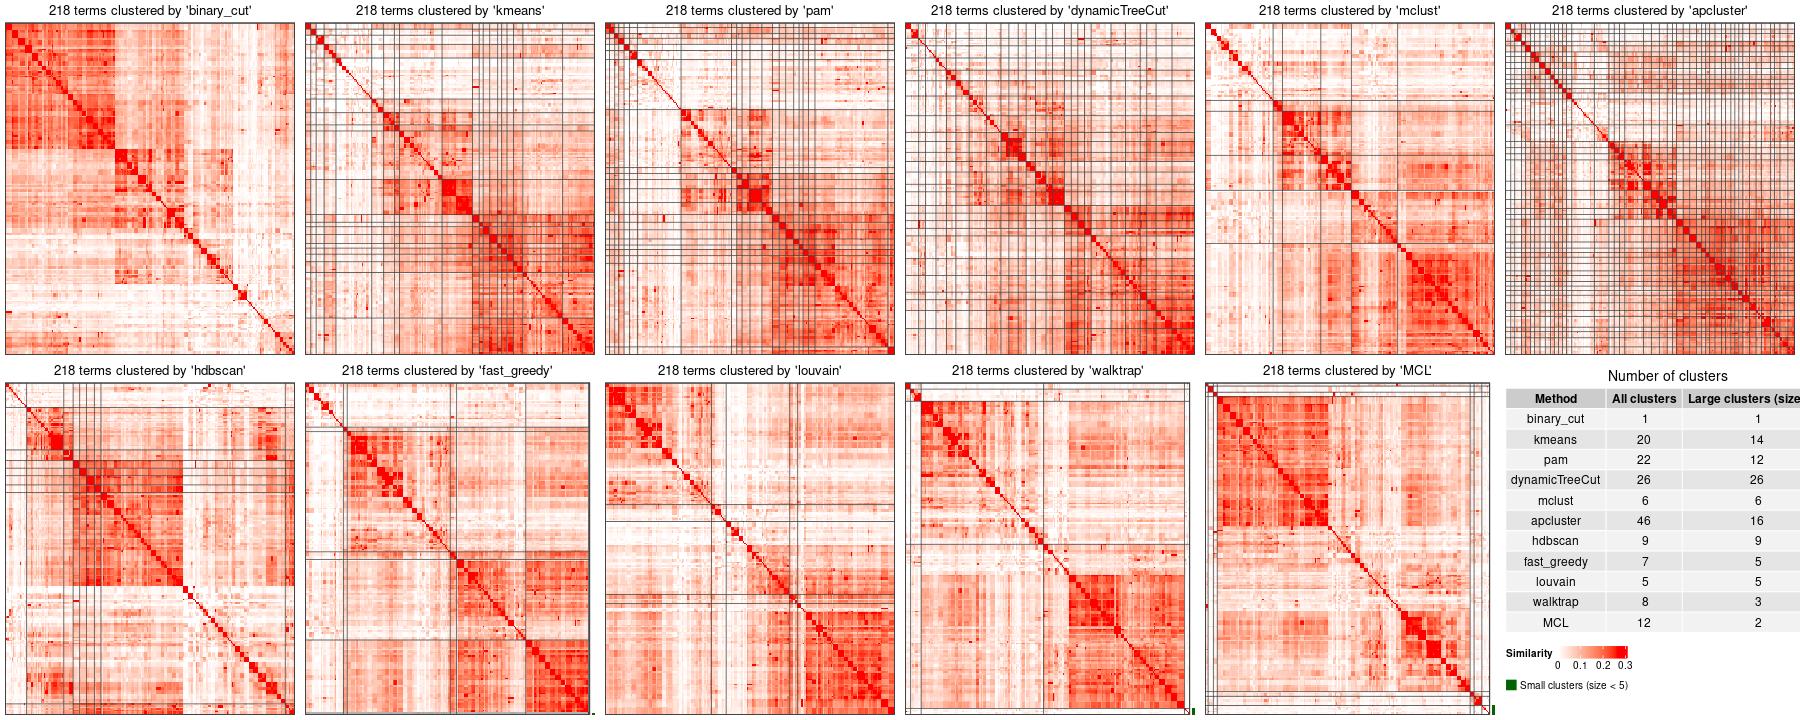 218 terms clustered by 'binary_cut'
218 terms clustered by 'kmeans'
218 terms clustered by 'pam'
218 terms clustered by 'dynamicTreeCut'
218 terms clustered by 'mclust'
218 terms clustered by 'apcluster'
218 terms clustered by 'hdbscan'
218 terms clustered by 'fast_greedy'
218 terms clustered by 'louvain'
218 terms clustered by 'walktrap'
218 terms clustered by 'MCL'
Number of clusters
Method All clusters Large clusters (size
binary_cut 1 1
kmeans 20 14
pam 22 12
dynamicTreeCut 26 26
mclust 6 6
apcluster 46 16
hdbscan 9 9
fast_greedy 7 5
louvain 5 5
walktrap 8 3
MCL 12 2
Similarity
0 0.1 0.2 0.3
Small clusters (size < 5)